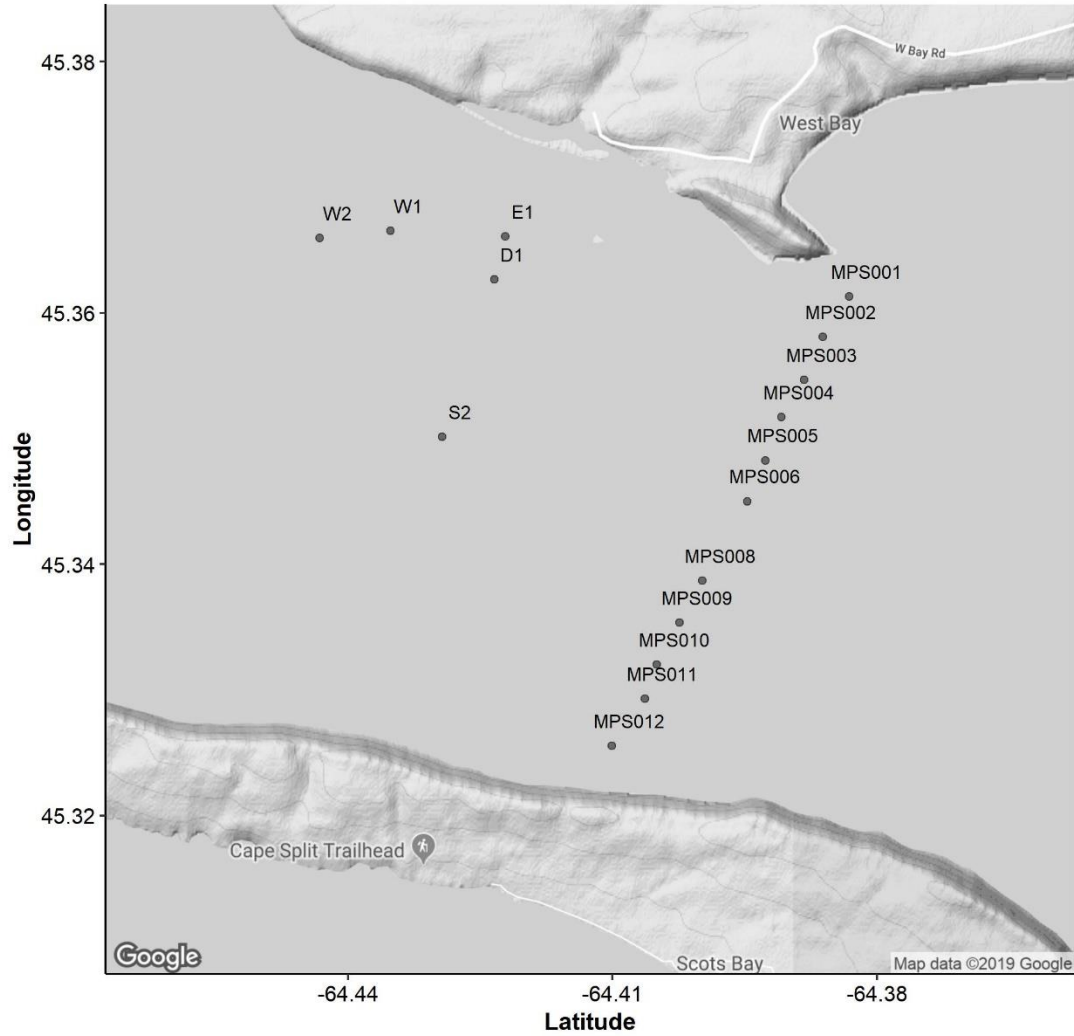 45.38
W Bay Rd
West Bay
W2
W1
E1
D1
MPS001
45.36
MPS002
MPS003
MPS004
S2
MPS005
MPS006
Longitude
45.34
MPS008
MPS009
MPS010
MPS011
MPS012
45.32
Cape Split Trailhead
Google
Scots Bay
Map data ©2019 Google
-64.44
-64.41
-64.38
Latitude